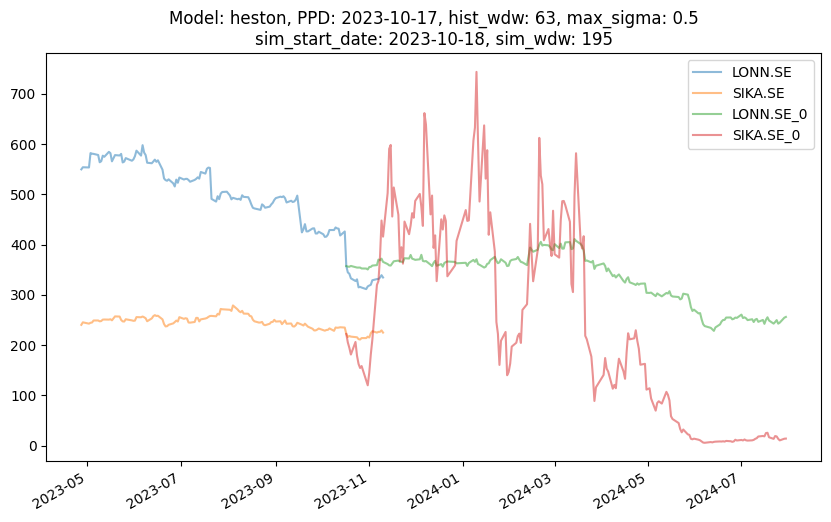 Model: heston, PPD: 2023-10-17, hist_wdw: 63, max_sigma: 0.5
sim_start_date: 2023-10-18, sim_wdw: 195
LONN.SE
SIKA.SE
LONN.SE_0
SIKA.SE_0
700
600
500
400
300
200
100
0
2023-05
2023-07
2023-09
2023-11
2024-01
2024-03
2024-05
2024-07